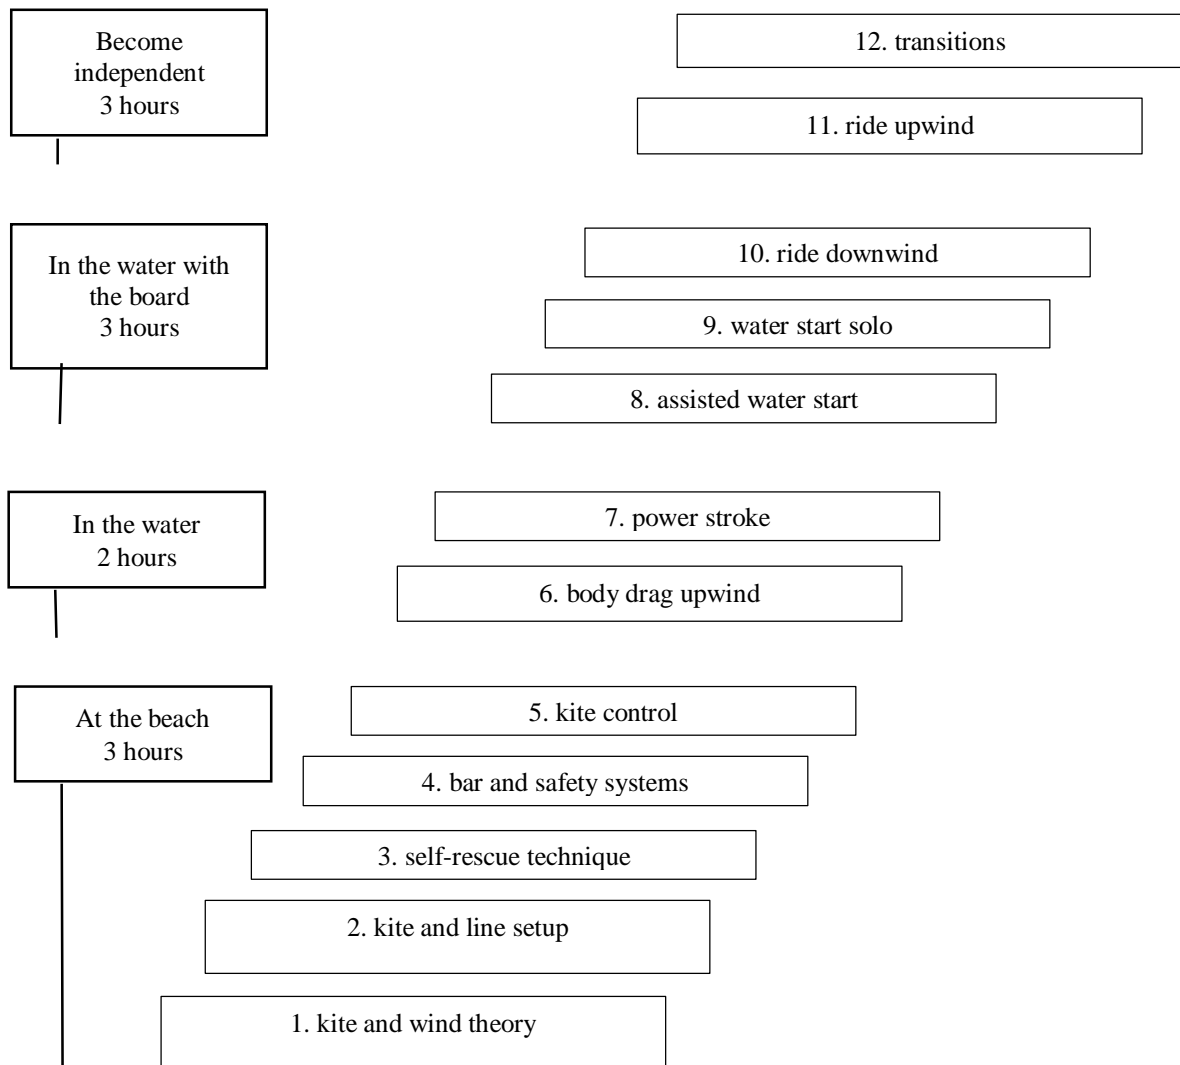 Become
independent
3 hours
12. transitions
11. ride upwind
In the water with
the board
3 hours
10. ride downwind
9. water start solo
8. assisted water start
In the water
2 hours
7. power stroke
6. body drag upwind
At the beach
3 hours
5. kite control
4. bar and safety systems
3. self-rescue technique
2. kite and line setup
1. kite and wind theory